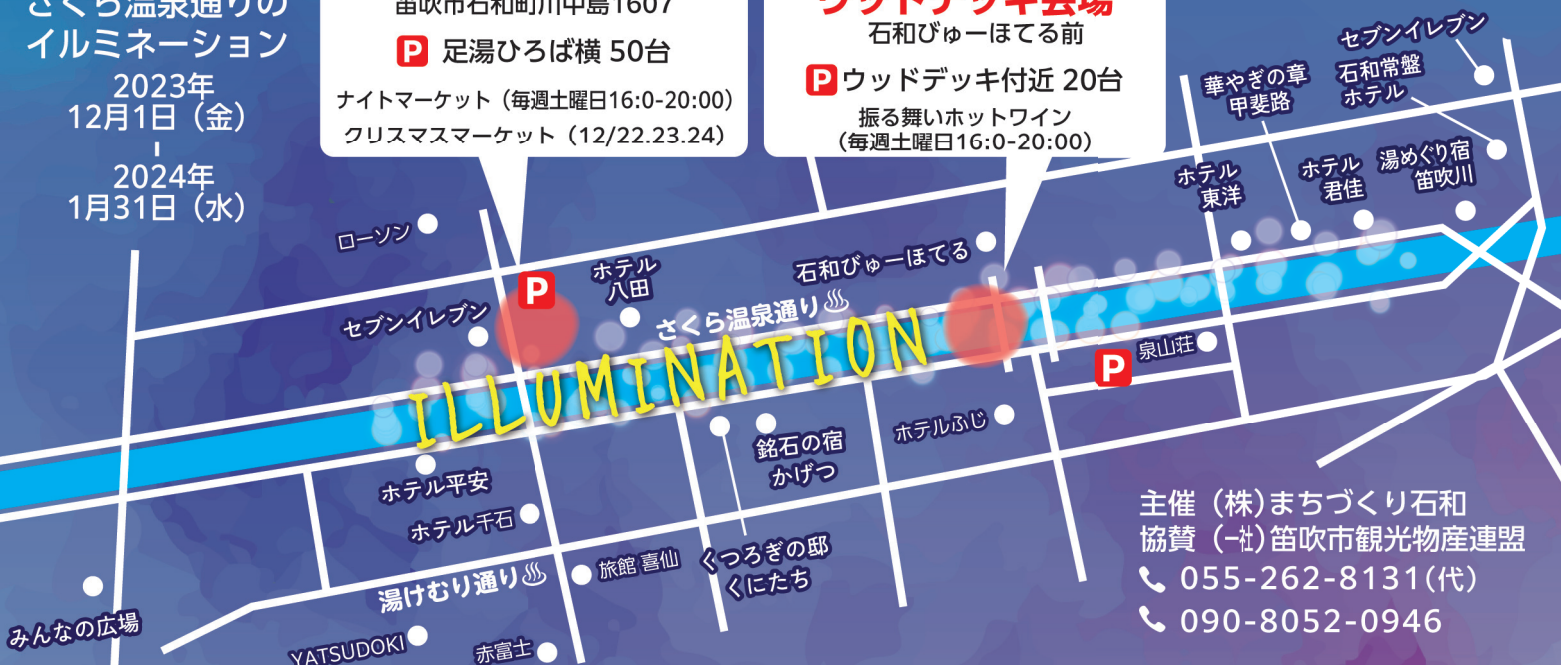 さくら温泉通りの
イルミネーション
2023年
12月1日（金）
-
2024年
1月31日（水）
笛吹市石和町川中島1607
P 足湯ひろば横 50台
ナイトマーケット（毎週土曜日16:0-20:00）
クリスマスマーケット（12/22.23.24）
ウッドデッキ会場
石和びゅーほてる前
P ウッドデッキ付近 20台
振る舞いホットワイン
（毎週土曜日16:0-20:00）
セブンイレブン
石和常盤
ホテル
華やぎの章
甲斐路
ホテル
東洋
ホテル
君佳
湯めぐり宿
笛吹川
ローソン
P
ホテル
八田
石和びゅーほてる
セブンイレブン
さくら温泉通り♨
ILLUMINATION
P
泉山荘
ホテルふじ
銘石の宿
かげつ
ホテル平安
ホテル千石
旅館 喜仙
くつろぎの邸
くにたち
湯けむり通り♨
みんなの広場
YATSUDOKI
赤富士
主催（株）まちづくり石和
協賛（一社）笛吹市観光物産連盟
055-262-8131(代)
090-8052-0946